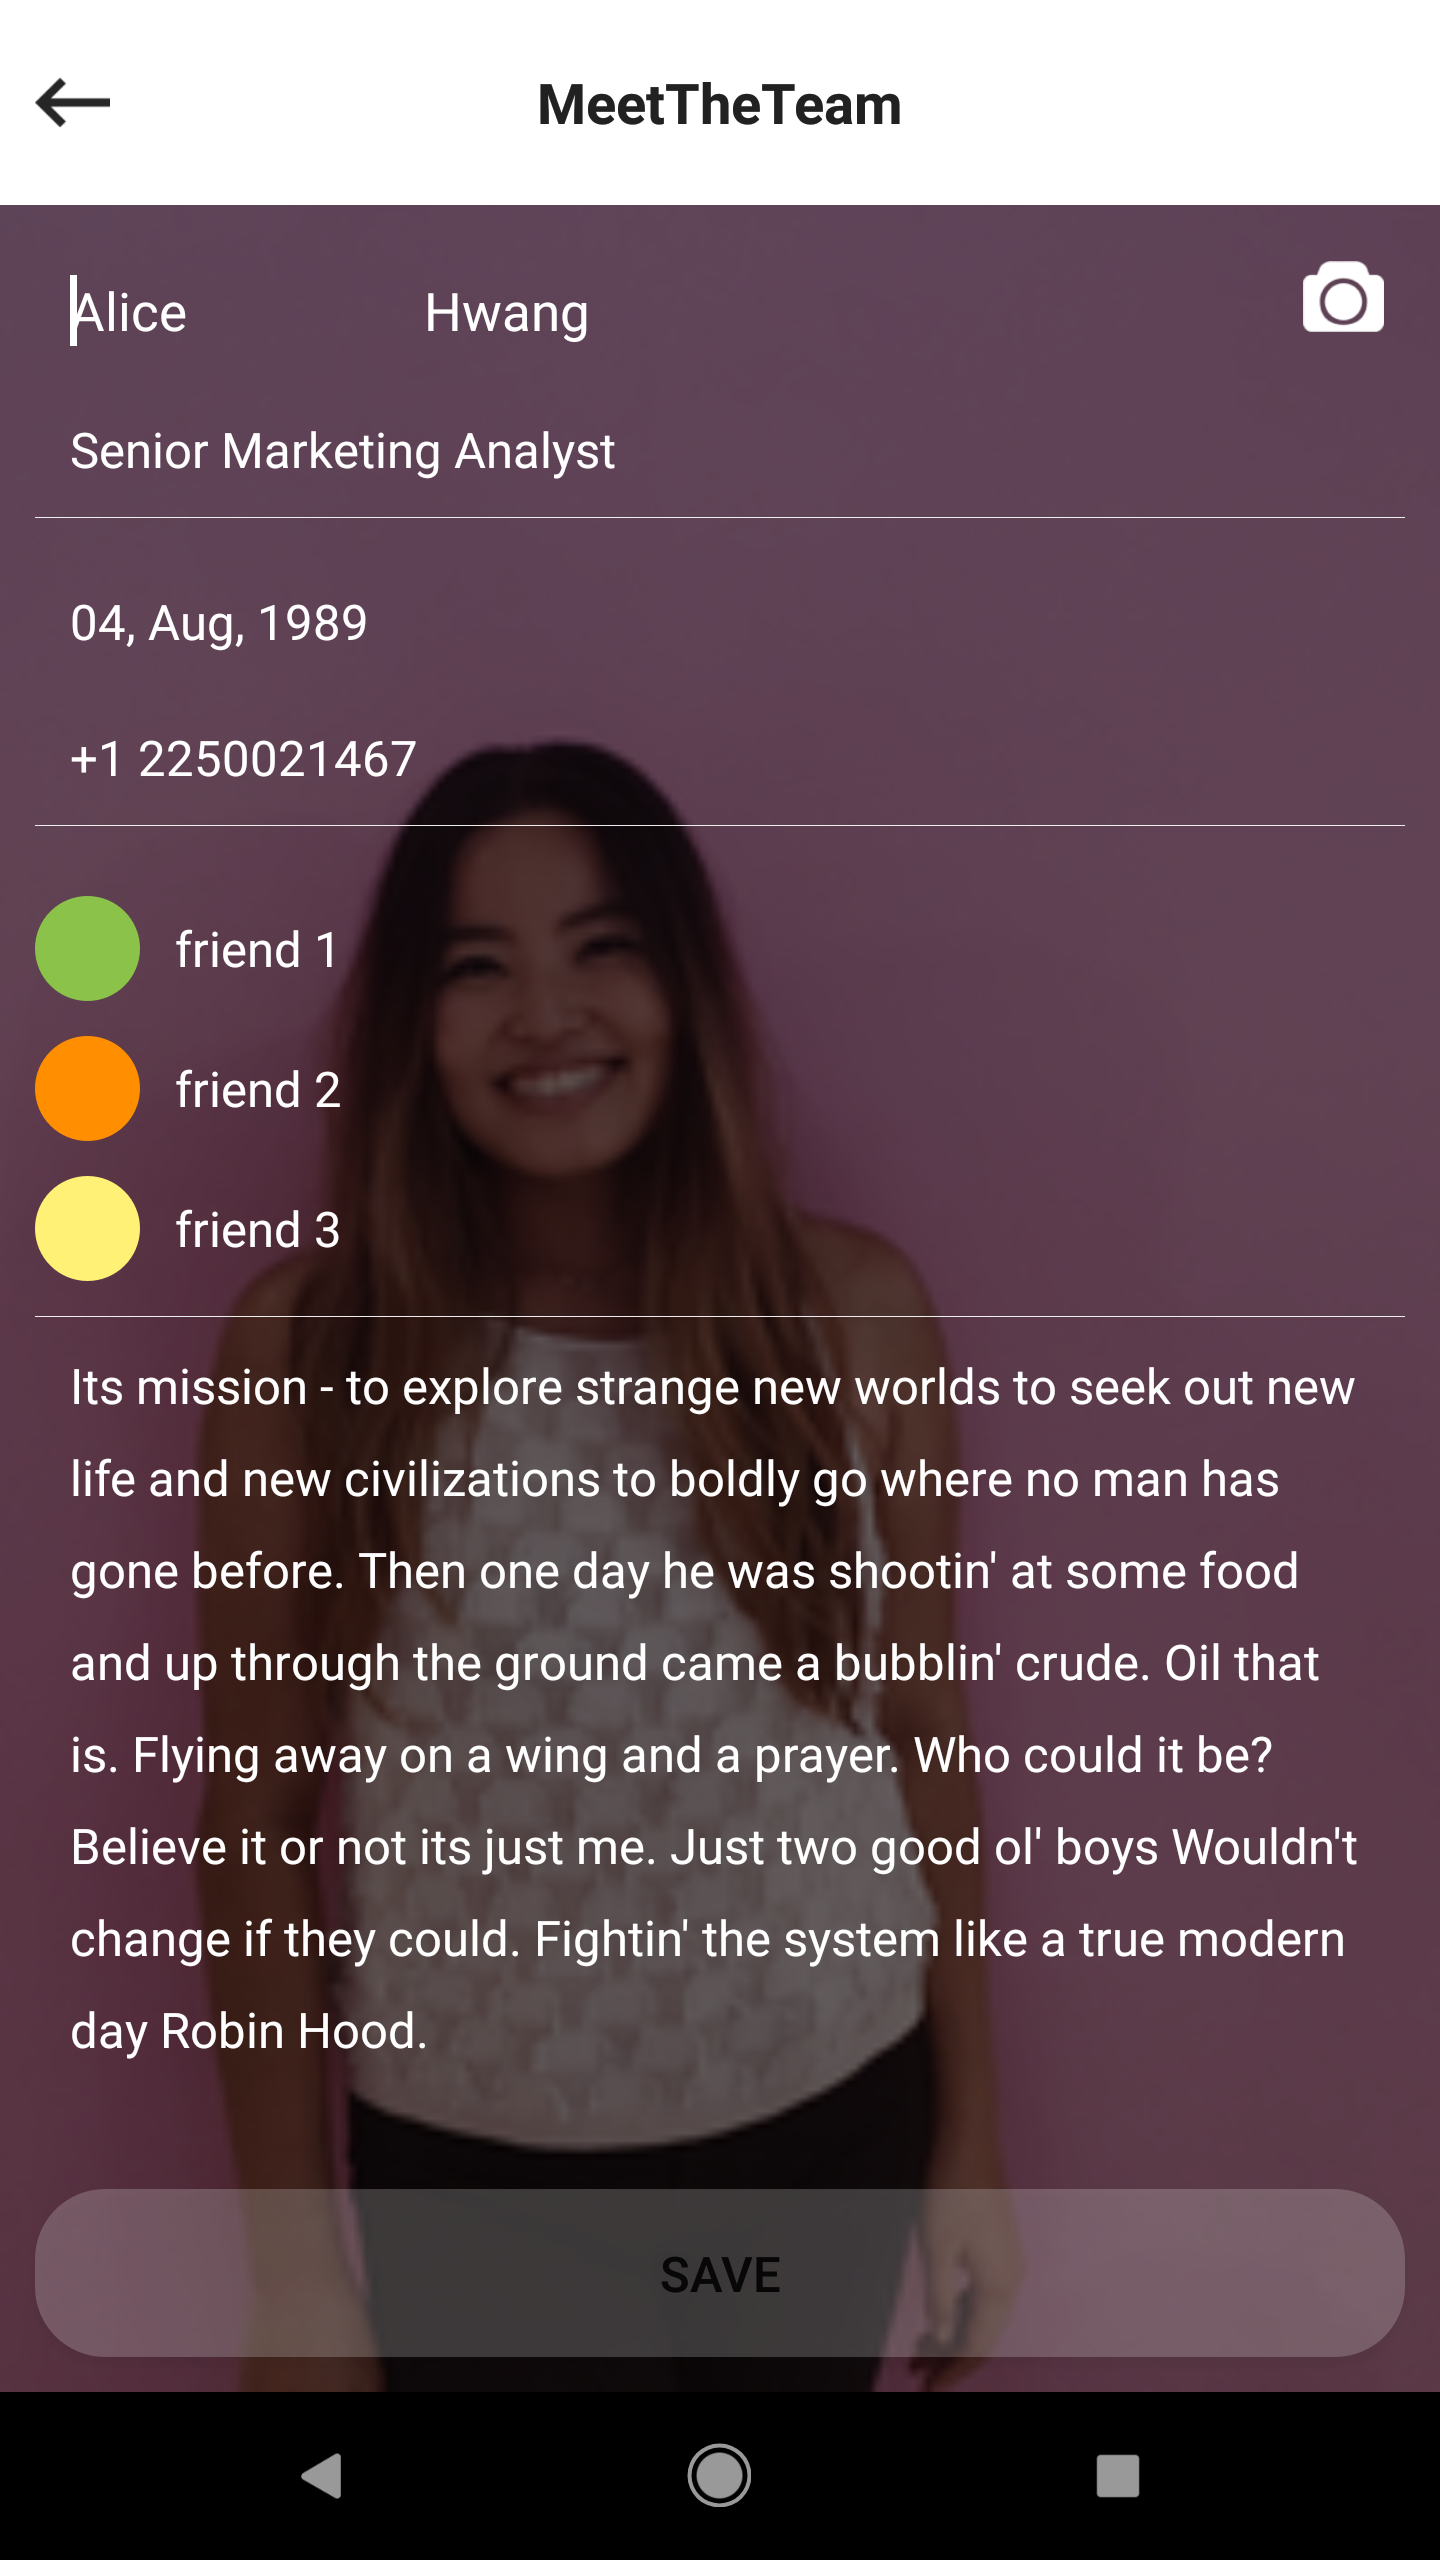 MeetTheTeam
Alice Hwang
Senior Marketing Analyst
04, Aug, 1989
+1 2250021467
friend 1
friend 2
friend 3
Its mission - to explore strange new worlds to seek out new
life and new civilizations to boldly go where no man has
gone before. Then one day he was shootin' at some food
and up through the ground came a bubblin' crude. Oil that
is. Flying away on a wing and a prayer. Who could it be?
Believe it or not its just me. Just two good ol' boys Wouldn't
change if they could. Fightin' the system like a true modern
day Robin Hood.
SAVE